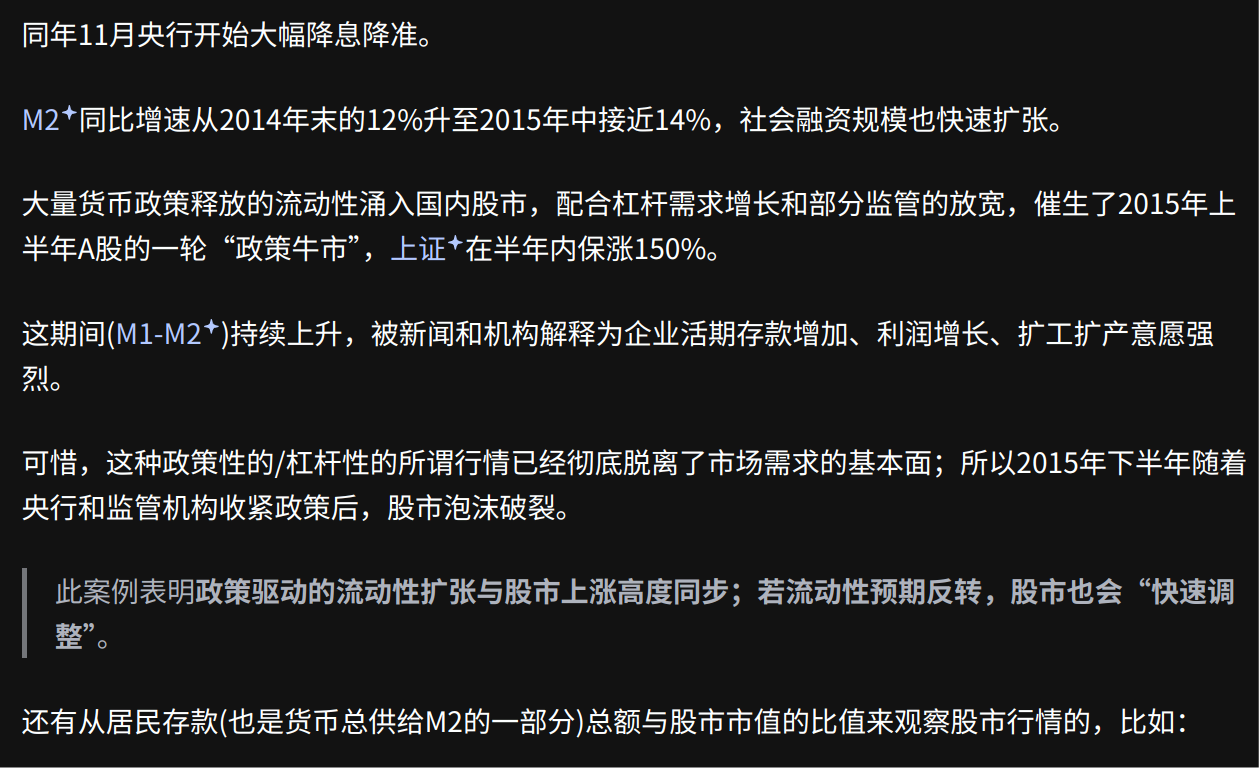 同年11月央行开始大幅降息降准。
M2✦同比增速从2014年末的12%升至2015年中接近14%，社会融资规模也快速扩张。
大量货币政策释放的流动性涌入国内股市，配合杠杆需求增长和部分监管的放宽，催生了2015年上
半年A股的一轮“政策牛市”，上证✦在半年内保涨150%。
这期间(M1-M2✦)持续上升，被新闻和机构解释为企业活期存款增加、利润增长、扩工扩产意愿强
烈。
可惜，这种政策性的/杠杆性的所谓行情已经彻底脱离了市场需求的基本面；所以2015年下半年随着
央行和监管机构收紧政策后，股市泡沫破裂。
此案例表明政策驱动的流动性扩张与股市上涨高度同步；若流动性预期反转，股市也会“快速调
整”。
还有从居民存款(也是货币总供给M2的一部分)总额与股市市值的比值来观察股市行情的，比如：